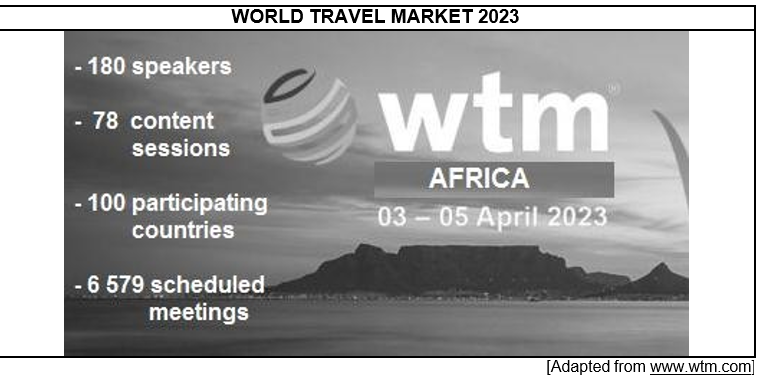 WORLD TRAVEL MARKET 2023
- 180 speakers
- 78 content
sessions
- 100 participating
countries
- 6 579 scheduled
meetings
wtm®
AFRICA
03 – 05 April 2023
[Adapted from www.wtm.com]